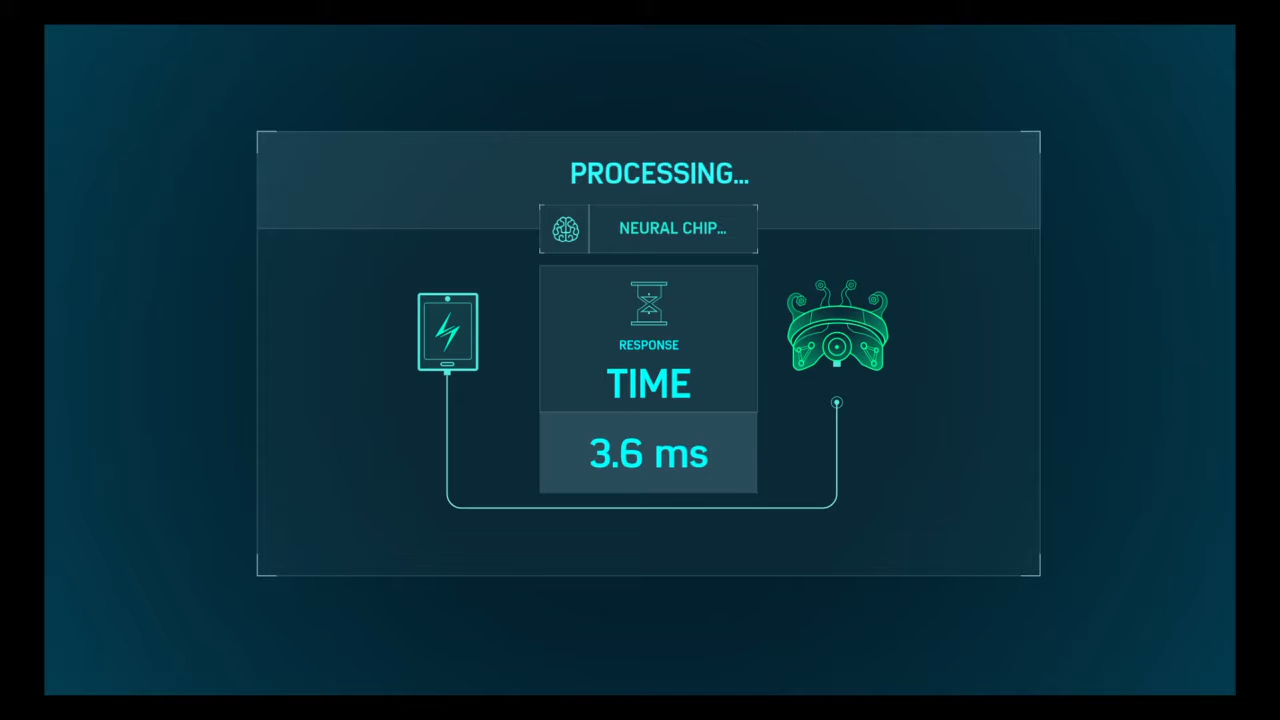 PROCESSING...
NEURAL CHIP...
RESPONSE
TIME
3.6 ms